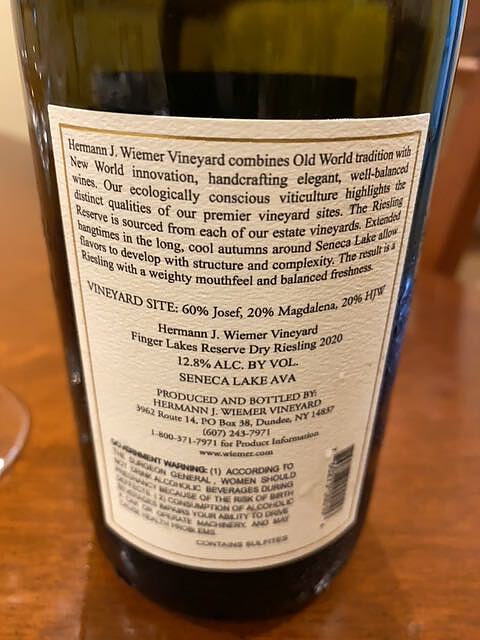 Hermann J. Wiemer Vineyard combines Old World tradition with
New World innovation, handcrafting elegant, well-balanced
wines. Our ecologically conscious viticulture highlights the
distinct qualities of our premier vineyard sites. The Riesling
Reserve is sourced from each of our estate vineyards. Extended
hangtimes in the long, cool autumns around Seneca Lake allow
flavors to develop with structure and complexity. The result is a
Riesling with a weighty mouthfeel and balanced freshness.
VINEYARD SITE: 60% Josef, 20% Magdalena, 20% HJW
Hermann J. Wiemer Vineyard
Finger Lakes Reserve Dry Riesling 2020
12.8% ALC. BY VOL.
SENECA LAKE AVA
PRODUCED AND BOTTLED BY:
HERMANN J. WIEMER VINEYARD
3962 Route 14, PO Box 38, Dundee, NY 14837
(607) 243-7971
1-800-371-7971 for Product Information
www.wiemer.com
GOVERNMENT WARNING: (1) ACCORDING TO
THE SURGEON GENERAL, WOMEN SHOULD
NOT DRINK ALCOHOLIC BEVERAGES DURING
PREGNANCY BECAUSE OF THE RISK OF BIRTH
DEFECTS. (2) CONSUMPTION OF ALCOHOLIC
BEVERAGES IMPAIRS YOUR ABILITY TO DRIVE
A CAR OR OPERATE MACHINERY, AND MAY
CAUSE HEALTH PROBLEMS.
CONTAINS SULFITES